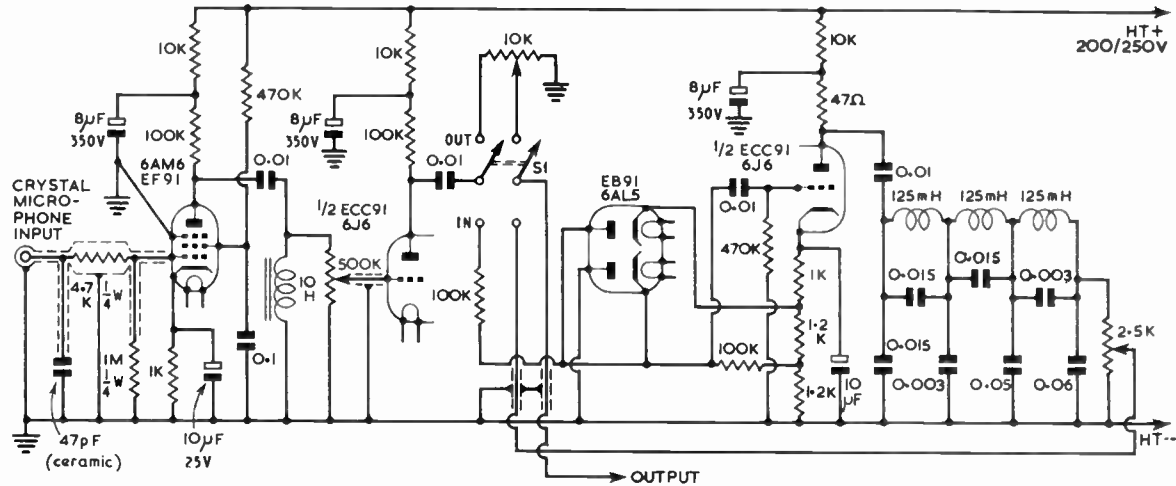 10K
10K
10K
10K
HT+
200/250V
470K
8µF
350V
100K
8µF
350V
100K
8µF
350V
47Ω
OUT
S1
6AM6
EF91
0.01
0.01
1/2 ECC91
6J6
0.01
CRYSTAL
MICRO-
PHONE
INPUT
1/2 ECC91
6J6
EB91
6AL5
0.01
125mH
125mH
125mH
IN
500K
10
H
470K
4.7
K
1/4 W
100K
1K
0.015
0.015
0.003
1.2
K
2.5K
1M
1/4
W
1K
0.1
100K
1.2K
10
µF
0.015
0.003
0.05
0.06
47pF
(ceramic)
10µF
25V
HT--
OUTPUT